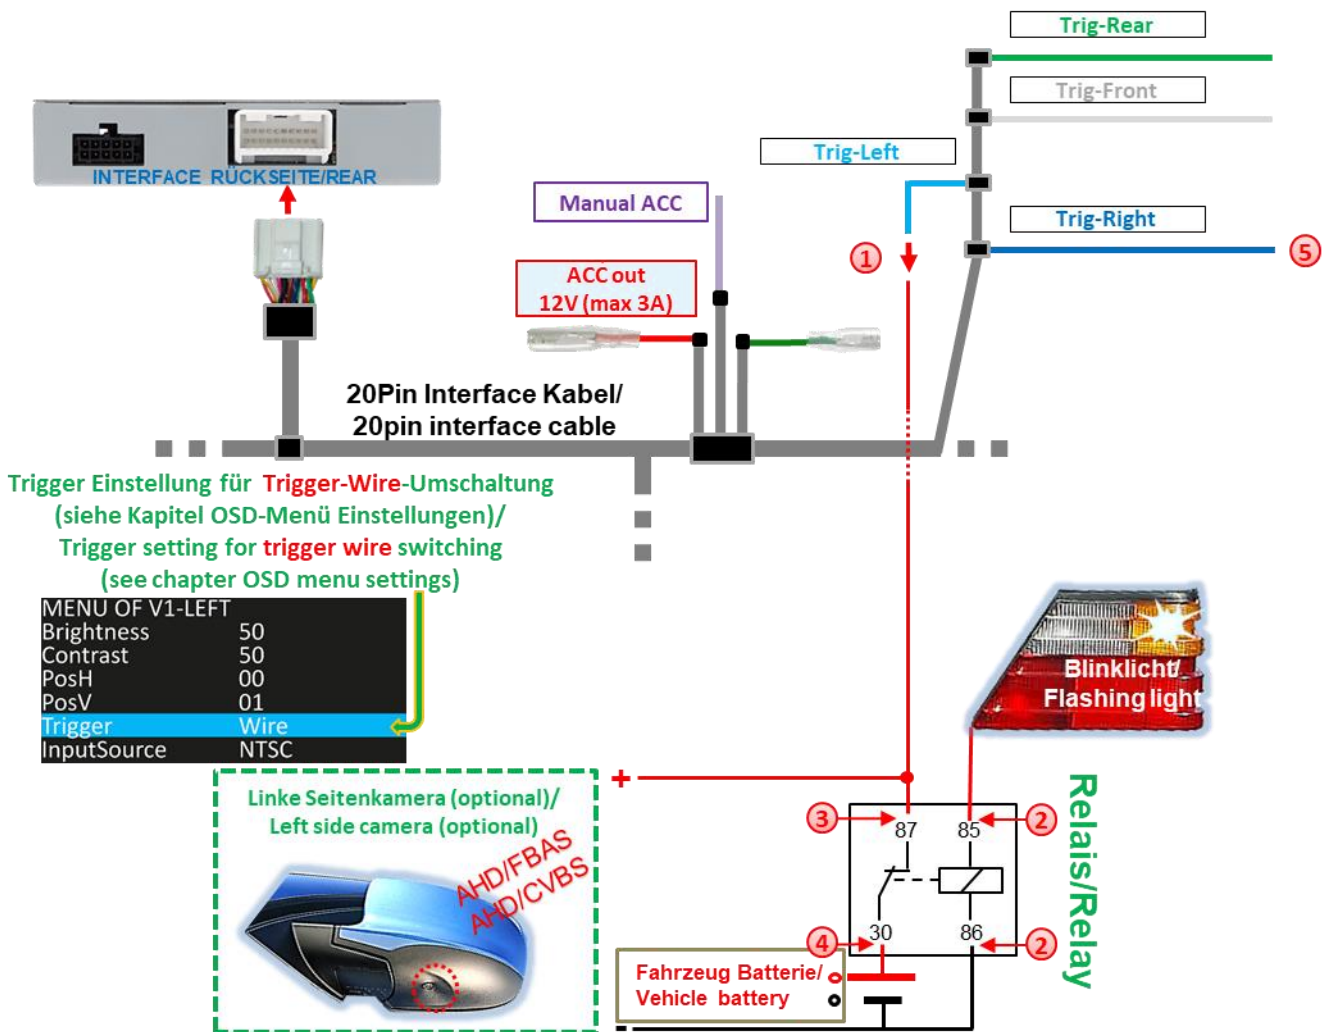 Trig-Rear
Trig-Front
Trig-Left
Trig-Right
INTERFACE RÜCKSEITE/REAR
Manual ACC
ACC out
12V (max 3A)
1
5
20Pin Interface Kabel/
20pin interface cable
Trigger Einstellung für Trigger-Wire-Umschaltung
(siehe Kapitel OSD-Menü Einstellungen)/
Trigger setting for trigger wire switching
(see chapter OSD menu settings)
MENU OF V1-LEFT
Brightness 50
Contrast 50
PosH 00
PosV 01
Trigger Wire
InputSource NTSC
Blinklicht/
Flashing light
Linke Seitenkamera (optional)/
Left side camera (optional)
AHD/FBAS
AHD/CVBS
+
3
87
85
2
30
86
4
2
Relais/Relay
Fahrzeug Batterie/
Vehicle battery
-